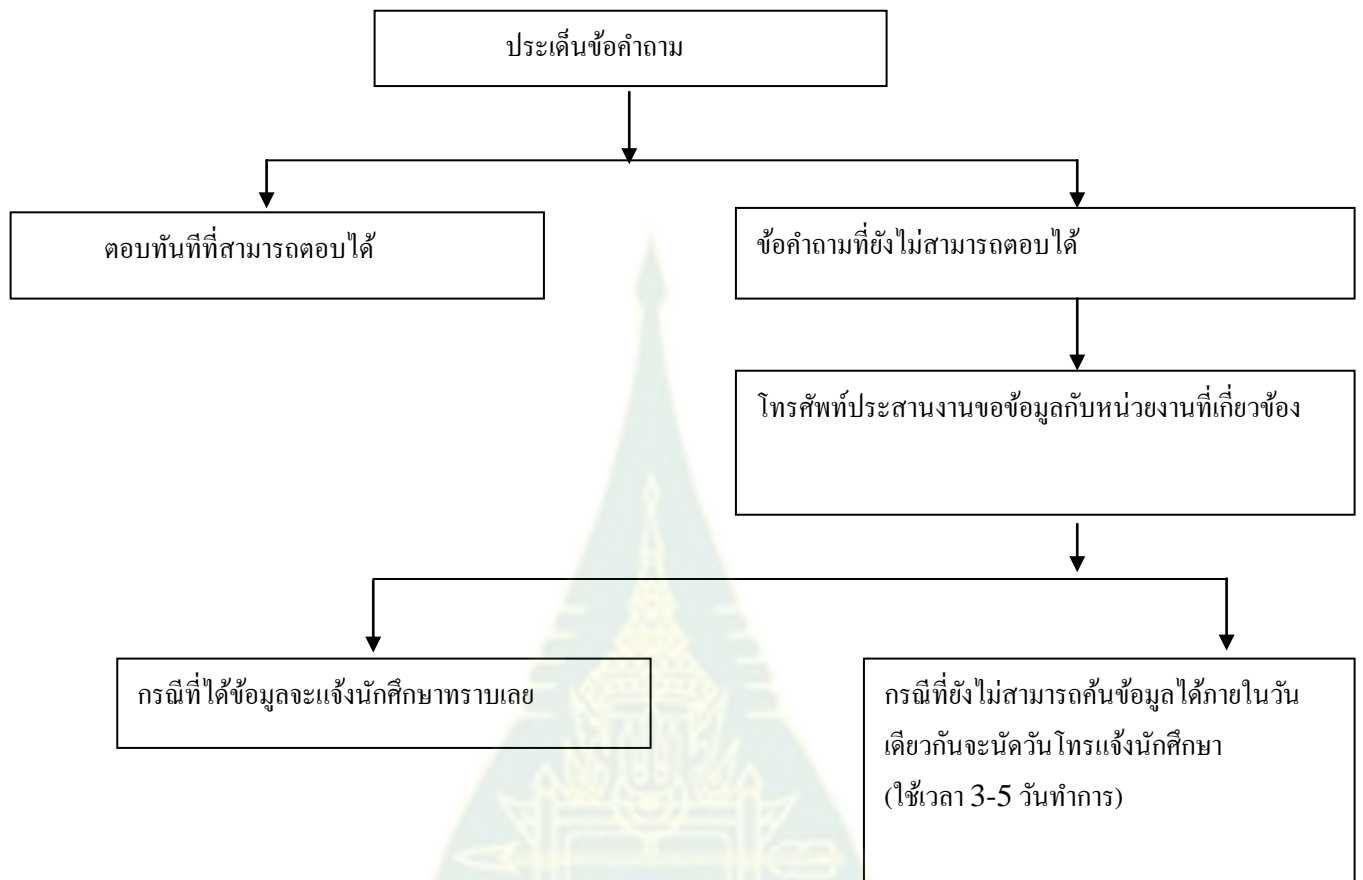 ประเด็นข้อคำถาม
ตอบทันทีที่สามารถตอบได้
ข้อคำถามที่ยังไม่สามารถตอบได้
โทรศัพท์ประสานงานขอข้อมูลกับหน่วยงานที่เกี่ยวข้อง
กรณีที่ได้ข้อมูลจะแจ้งนักศึกษาทราบเลย
กรณีที่ยังไม่สามารถค้นข้อมูลได้ภายในวัน
เดียวกันจะนัดวันโทรแจ้งนักศึกษา
(ใช้เวลา 3-5 วันทำการ)